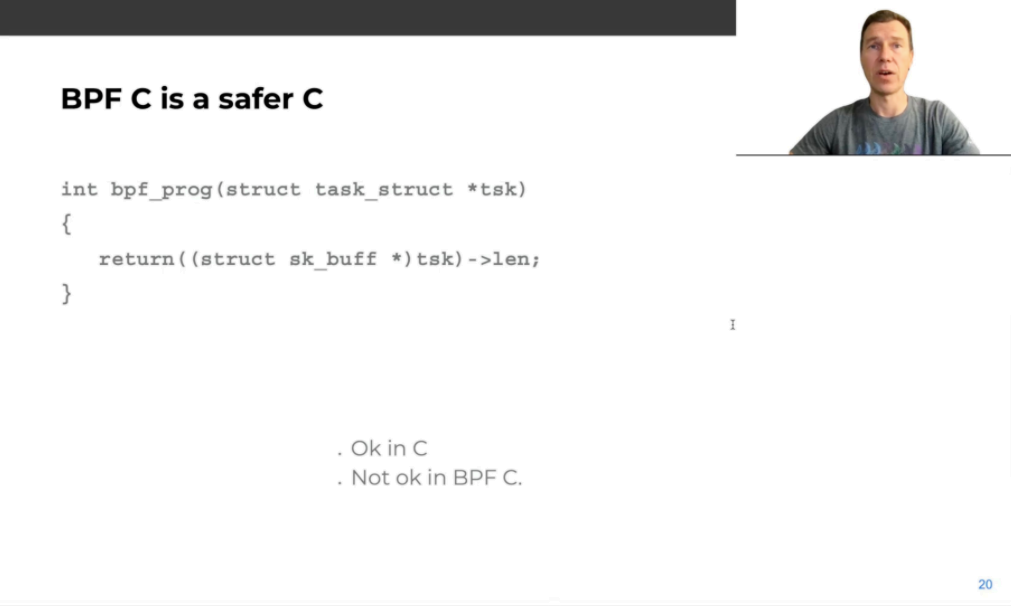 BPF C is a safer C
int bpf_prog(struct task_struct *tsk)
{
return((struct sk_buff *)tsk)->len;
}
. Ok in C
. Not ok in BPF C.
20